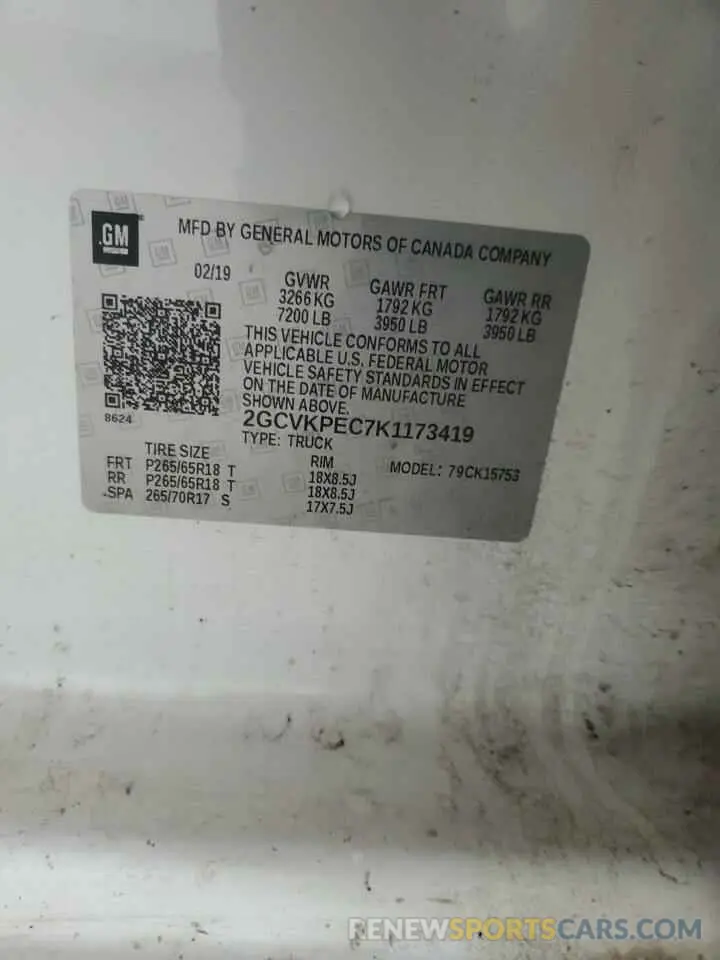 GM
MFD BY GENERAL MOTORS OF CANADA COMPANY
02/19
GVWR GAWR FRT GAWR RR
3266 KG 1792 KG 1792 KG
7200 LB 3950 LB 3950 LB
THIS VEHICLE CONFORMS TO ALL
APPLICABLE U.S. FEDERAL MOTOR
VEHICLE SAFETY STANDARDS IN EFFECT
ON THE DATE OF MANUFACTURE
SHOWN ABOVE.
8624
2GCVKPEC7K1173419
TYPE: TRUCK
TIRE SIZE RIM MODEL: 79CK15753
FRT P265/65R18 T 18X8.5J
RR P265/65R18 T 18X8.5J
SPA 265/70R17 S 17X7.5J
RENEWSPORTSCARS.COM